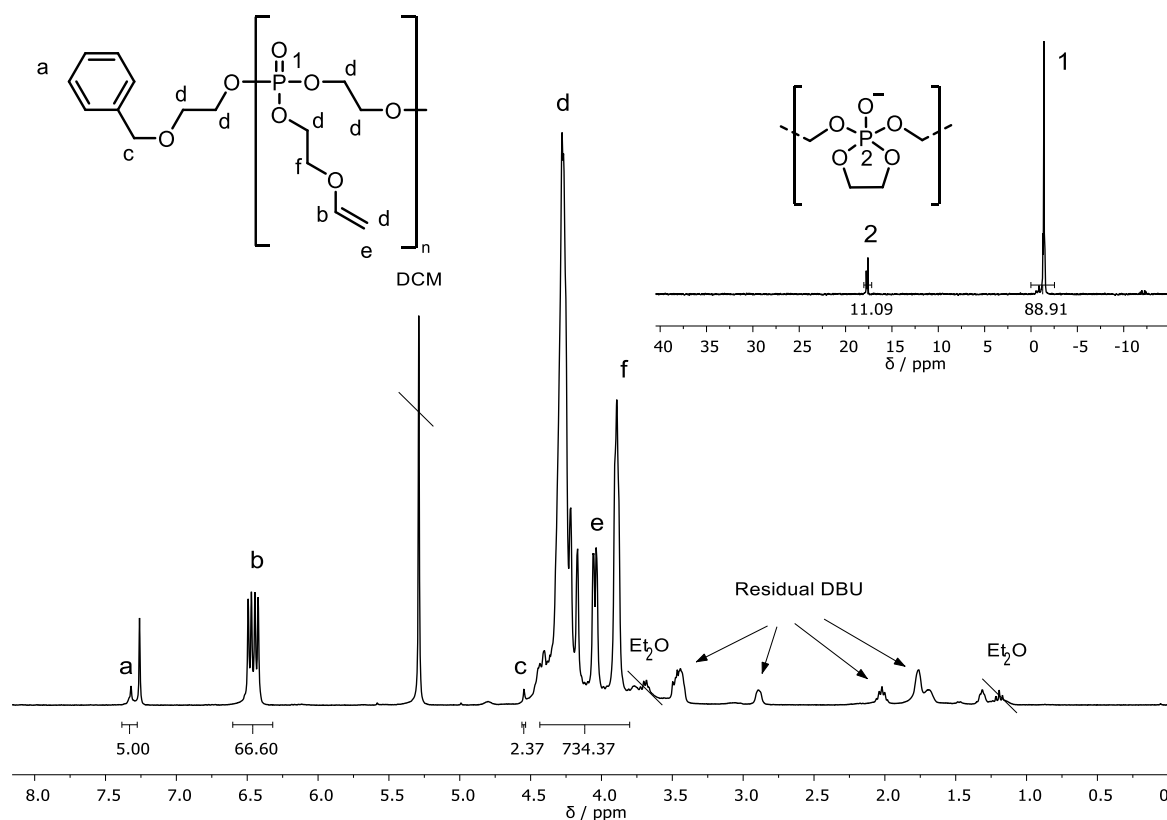 a
O
P
1
O
O
O
d
d
d
d
d
O
O
c
f
O
b
d
e
n
DCM
O−
O
P
O
2
O
O
1
2
11.09
88.91
40 35 30 25 20 15 10 5 0 -5 -10
δ / ppm
d
f
e
b
a
c
Residual DBU
Et2O
Et2O
5.00
66.60
2.37
734.37
8.0 7.5 7.0 6.5 6.0 5.5 5.0 4.5 4.0 3.5 3.0 2.5 2.0 1.5 1.0 0.5 0
δ / ppm